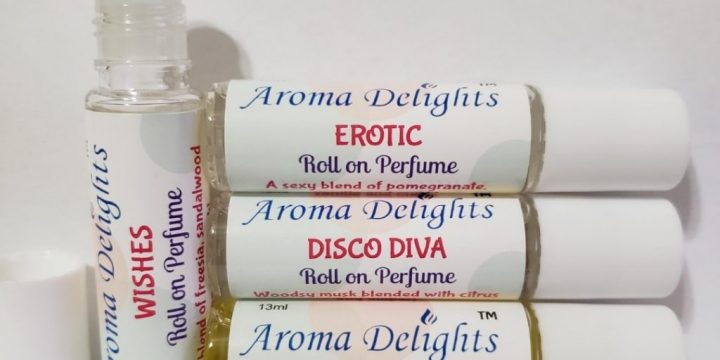 Aroma Delights
WISHES
Roll on Perfume
blend of freesia, sandalwood
Aroma Delights ™
EROTIC
Roll on Perfume
A sexy blend of pomegranate,
Aroma Delights
DISCO DIVA
Roll on Perfume
Woodsy musk blended with citrus
13ml
Aroma Delights ™